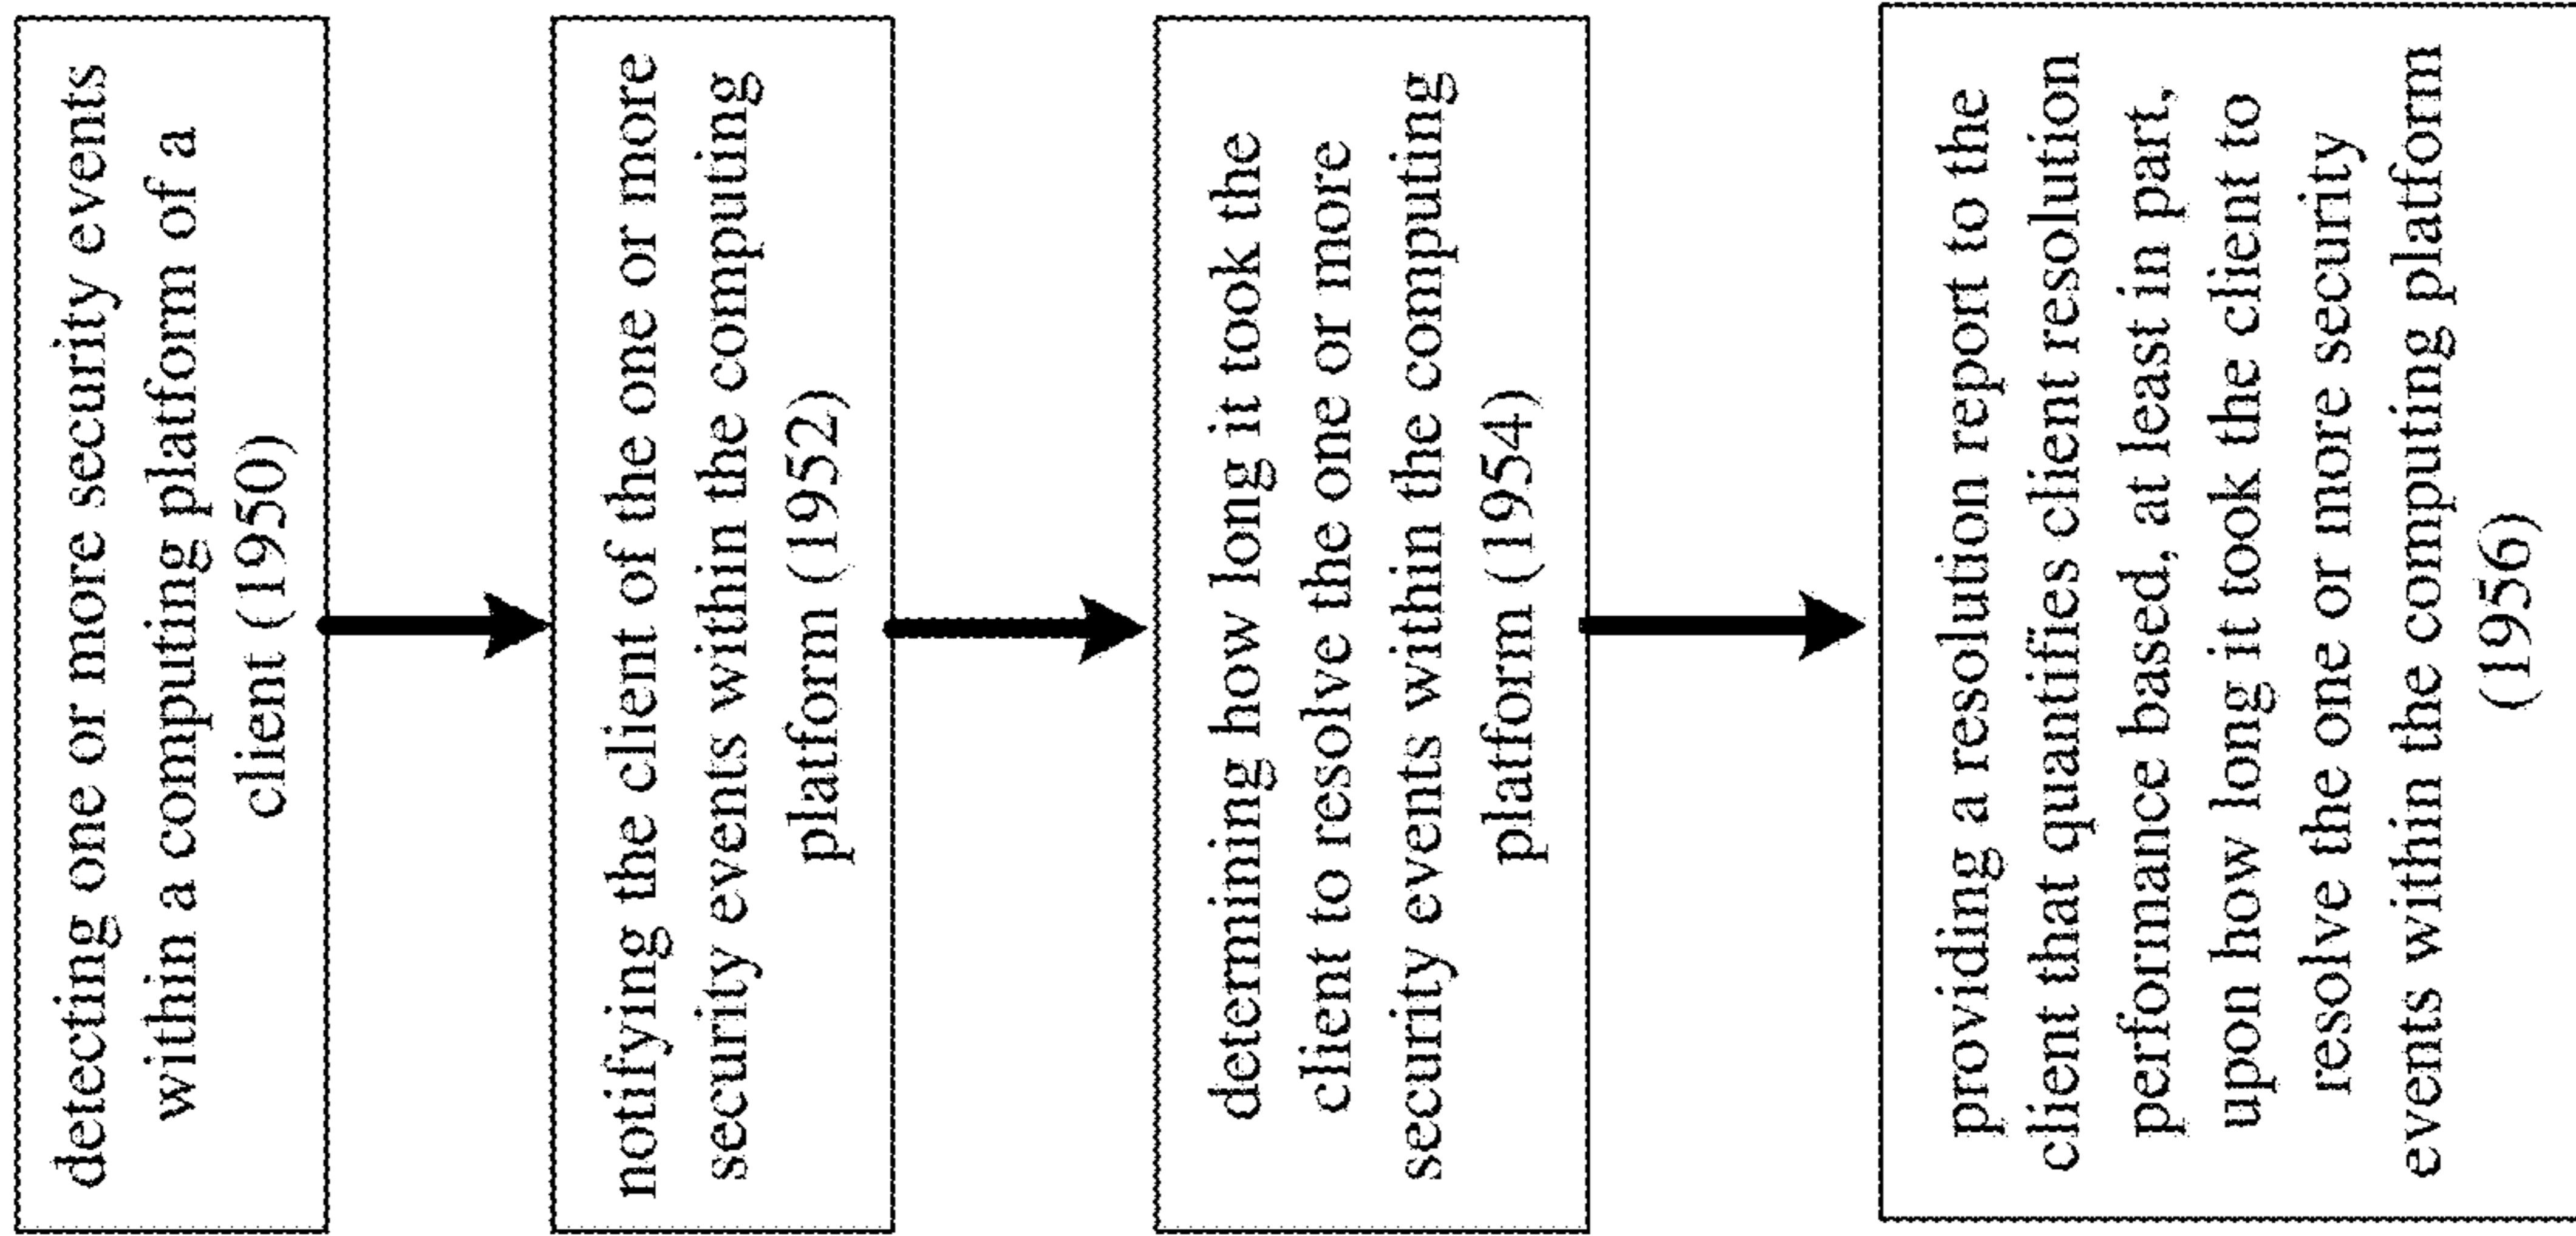 detecting one or more security events
within a computing platform of a
client (1950)
notifying the client of the one or more
security events within the computing
platform (1952)
determining how long it took the
client to resolve the one or more
security events within the computing
platform (1954)
providing a resolution report to the
client that quantifies client resolution
performance based, at least in part,
upon how long it took the client to
resolve the one or more security
events within the computing platform
(1956)